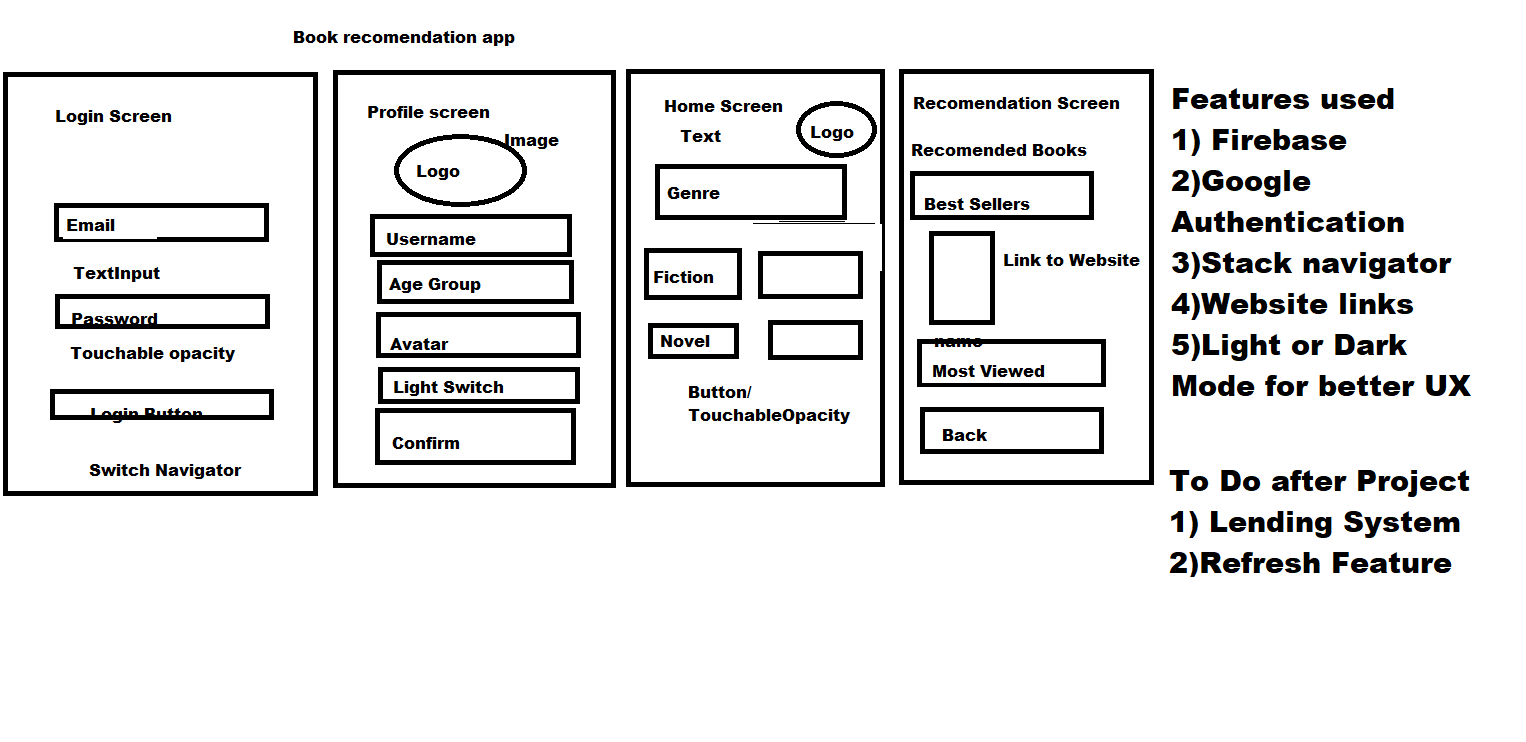 Book recomendation app
Login Screen
Email
TextInput
Password
Touchable opacity
Login Button
Switch Navigator
Profile screen
Image
Logo
Username
Age Group
Avatar
Light Switch
Confirm
Home Screen
Text
Logo
Genre
Fiction
Novel
Button/
TouchableOpacity
Recomendation Screen
Recomended Books
Best Sellers
Link to Website
name
Most Viewed
Back
Features used
1) Firebase
2)Google
Authentication
3)Stack navigator
4)Website links
5)Light or Dark
Mode for better UX
To Do after Project
1) Lending System
2)Refresh Feature